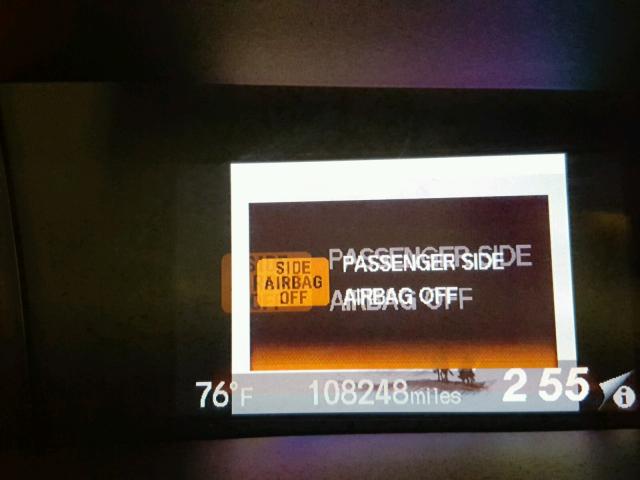 PASSENGER SIDE
AIRBAG OFF
SIDE
AIRBAG
OFF
76°F 108248miles 2 55 i